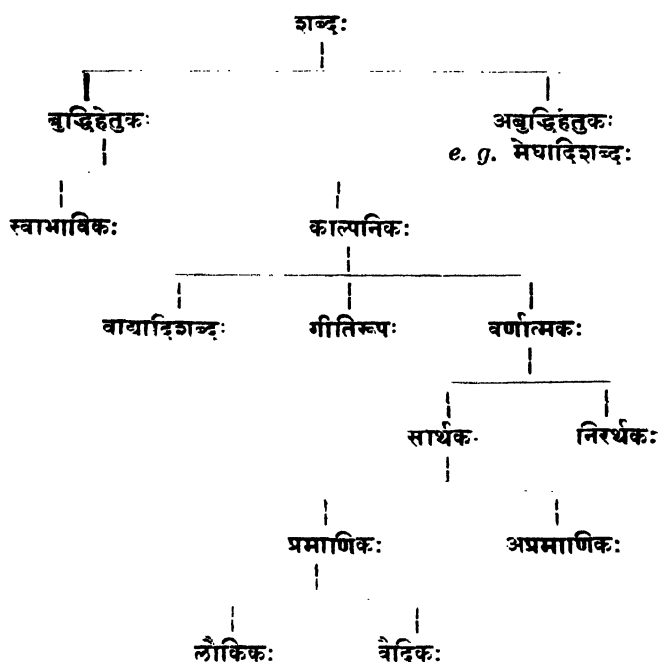 शब्दः
बुद्धिहेतुकः अबुद्धिहेतुकः
e. g. मेघादिशब्दः
स्वाभाविकः काल्पनिकः
वाद्यादिशब्दः गीतिरूपः वर्णात्मकः
सार्थकः निरर्थकः
प्रमाणिकः अप्रमाणिकः
लौकिकः वैदिकः